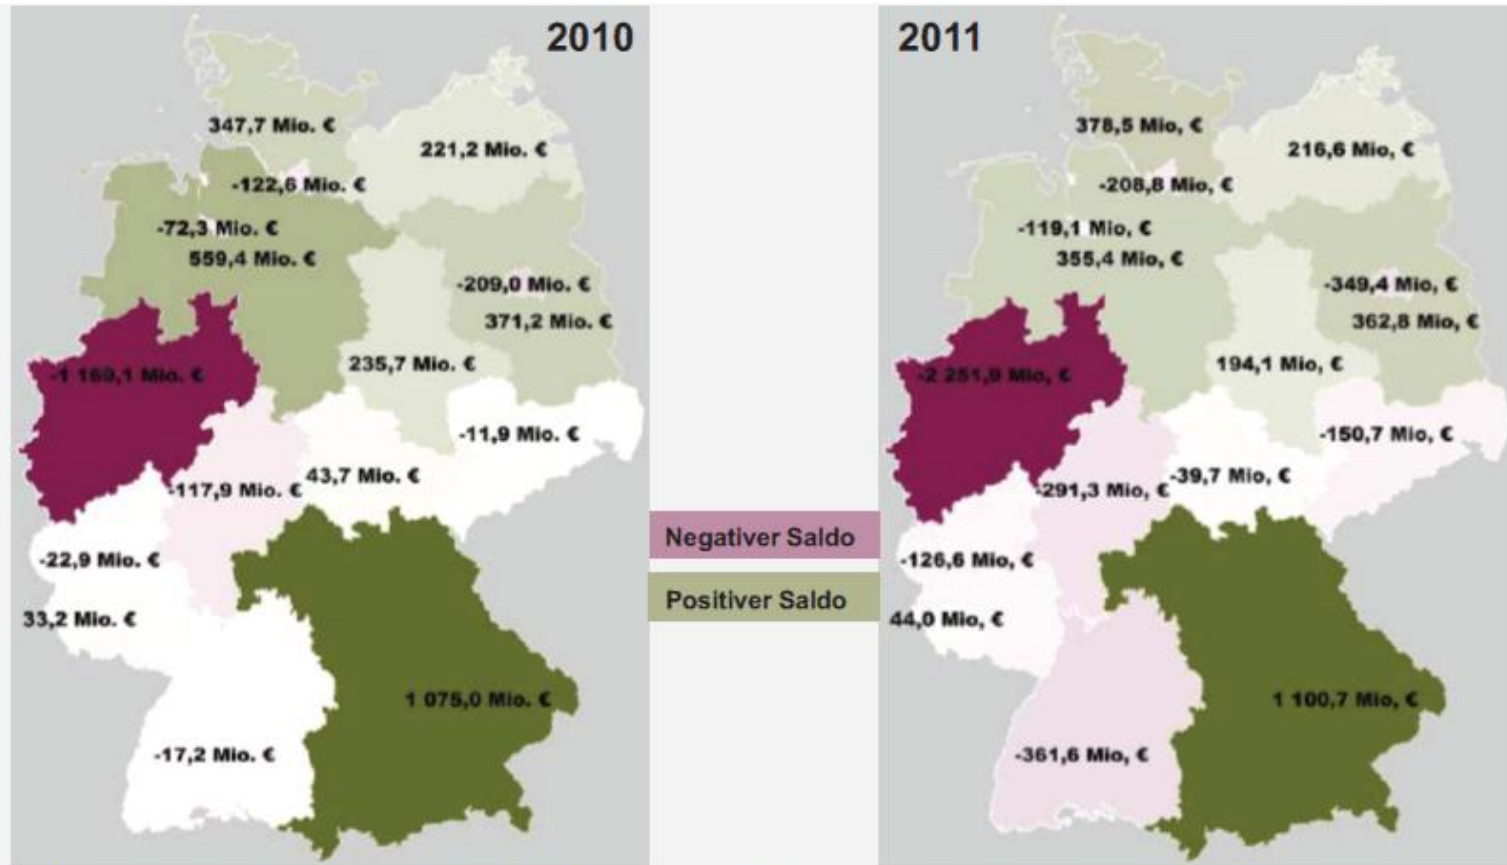 2010
347,7 Mio. €
221,2 Mio. €
-122,6 Mio. €
-72,3 Mio. €
559,4 Mio. €
-209,0 Mio. €
371,2 Mio. €
235,7 Mio. €
-1 169,1 Mio. €
-11,9 Mio. €
43,7 Mio. €
-117,9 Mio. €
-22,9 Mio. €
33,2 Mio. €
1 075,0 Mio. €
-17,2 Mio. €
Negativer Saldo
Positiver Saldo
2011
378,5 Mio, €
216,6 Mio, €
-208,8 Mio, €
-119,1 Mio, €
355,4 Mio, €
-349,4 Mio, €
362,8 Mio, €
194,1 Mio, €
-2 251,9 Mio, €
-150,7 Mio, €
-39,7 Mio, €
-291,3 Mio, €
-126,6 Mio, €
44,0 Mio, €
1 100,7 Mio, €
-361,6 Mio, €